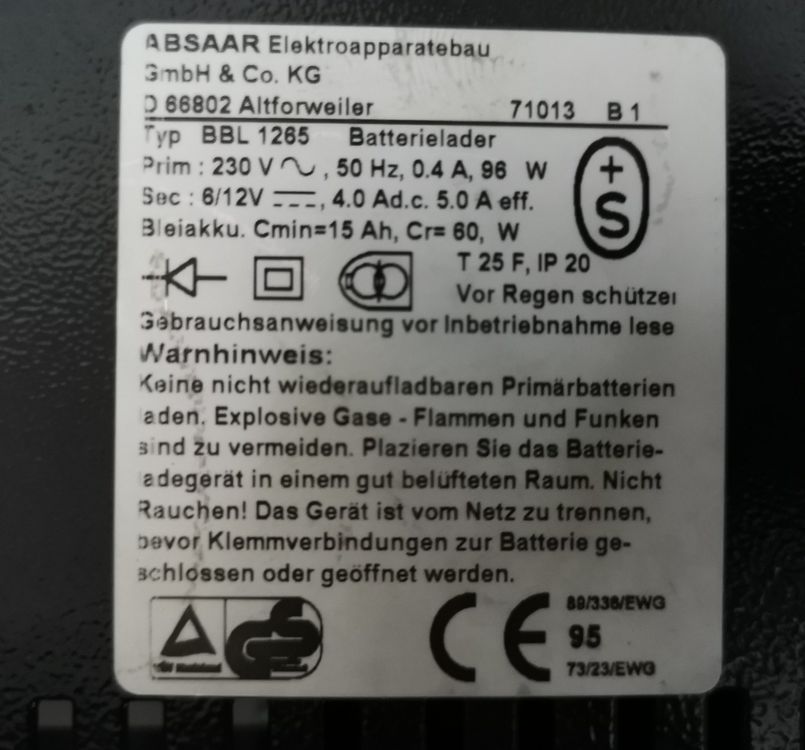 ABSAAR Elektroapparatebau
GmbH & Co. KG
D 66802 Altforweiler 71013 B 1
Typ BBL 1265 Batterielader
Prim : 230 V ~ , 50 Hz, 0.4 A, 96 W
Sec : 6/12V ⎓, 4.0 Ad.c. 5.0 A eff.
Bleiakku. Cmin=15 Ah, Cr= 60, W
+
S
T 25 F, IP 20
Vor Regen schützen
Gebrauchsanweisung vor Inbetriebnahme lese
Warnhinweis:
Keine nicht wiederaufladbaren Primärbatterien
laden. Explosive Gase - Flammen und Funken
sind zu vermeiden. Plazieren Sie das Batterie-
ladegerät in einem gut belüfteten Raum. Nicht
Rauchen! Das Gerät ist vom Netz zu trennen,
bevor Klemmverbindungen zur Batterie ge-
schlossen oder geöffnet werden.
TÜV Rheinland
GS
CE
89/336/EWG
95
73/23/EWG